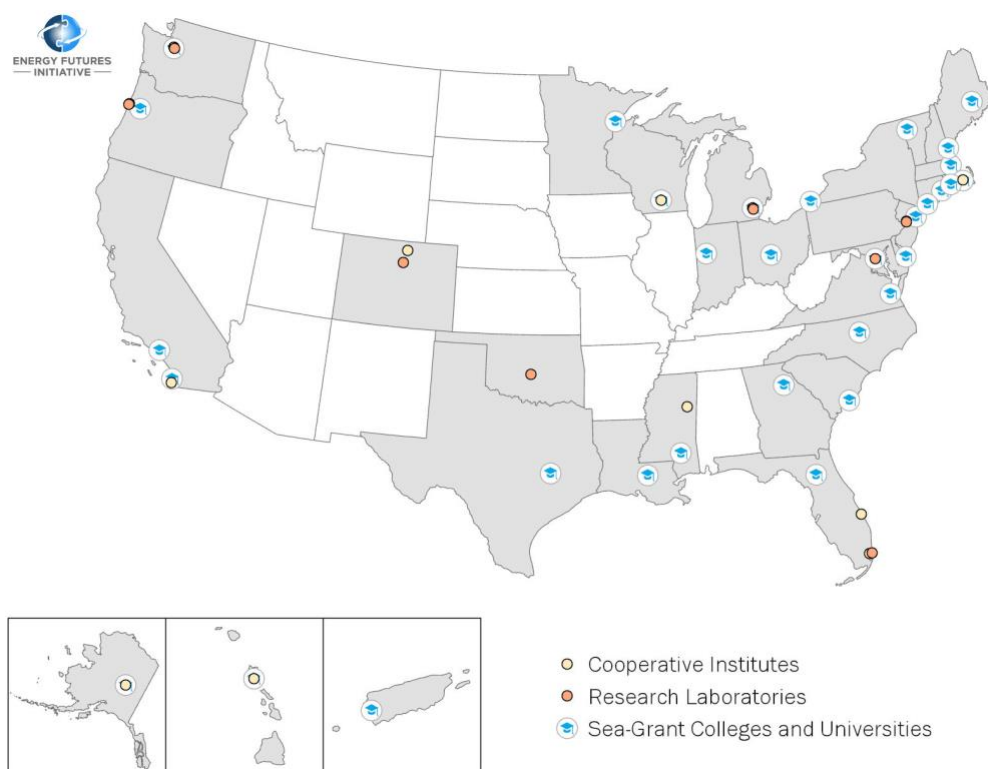 ENERGY FUTURES
INITIATIVE
Cooperative Institutes
Research Laboratories
Sea-Grant Colleges and Universities